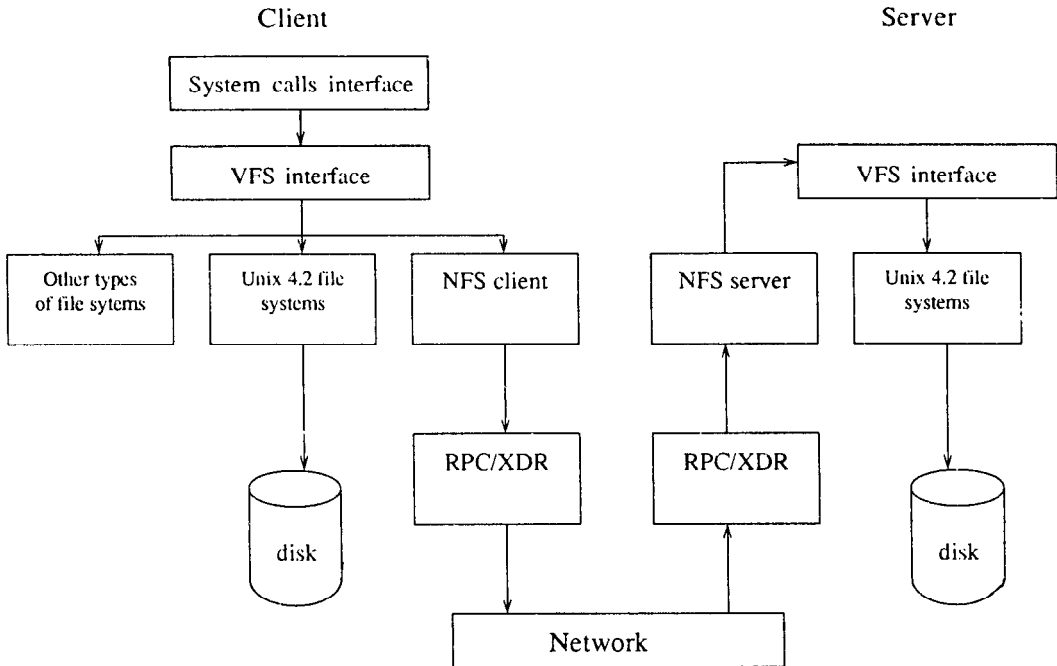 Client
Server
System calls interface
VFS interface
VFS interface
Other types
of file sytems
Unix 4.2 file
systems
NFS client
NFS server
Unix 4.2 file
systems
RPC/XDR
RPC/XDR
disk
disk
Network